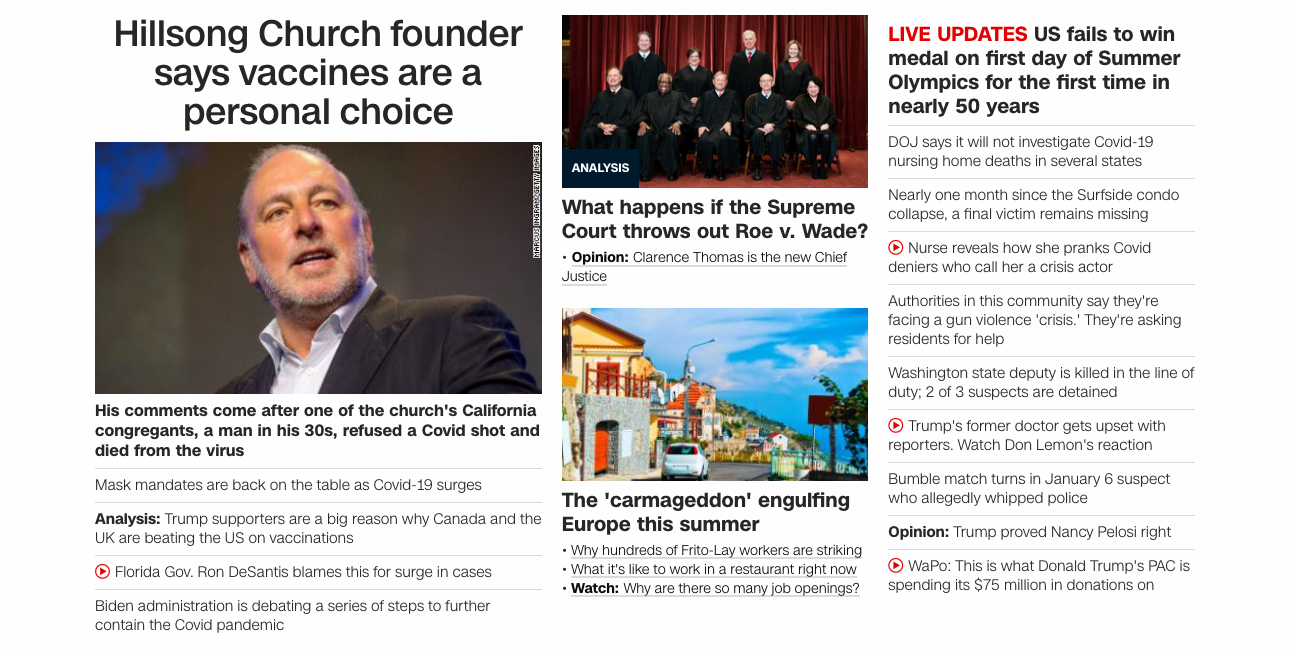 Hillsong Church founder
says vaccines are a
personal choice
MARCUS INGRAM/GETTY IMAGES
His comments come after one of the church's California
congregants, a man in his 30s, refused a Covid shot and
died from the virus
Mask mandates are back on the table as Covid-19 surges
Analysis: Trump supporters are a big reason why Canada and the
UK are beating the US on vaccinations
Florida Gov. Ron DeSantis blames this for surge in cases
Biden administration is debating a series of steps to further
contain the Covid pandemic
ANALYSIS
What happens if the Supreme
Court throws out Roe v. Wade?
• Opinion: Clarence Thomas is the new Chief
Justice
The 'carmageddon' engulfing
Europe this summer
• Why hundreds of Frito-Lay workers are striking
• What it's like to work in a restaurant right now
• Watch: Why are there so many job openings?
LIVE UPDATES US fails to win
medal on first day of Summer
Olympics for the first time in
nearly 50 years
DOJ says it will not investigate Covid-19
nursing home deaths in several states
Nearly one month since the Surfside condo
collapse, a final victim remains missing
Nurse reveals how she pranks Covid
deniers who call her a crisis actor
Authorities in this community say they're
facing a gun violence 'crisis.' They're asking
residents for help
Washington state deputy is killed in the line of
duty; 2 of 3 suspects are detained
Trump's former doctor gets upset with
reporters. Watch Don Lemon's reaction
Bumble match turns in January 6 suspect
who allegedly whipped police
Opinion: Trump proved Nancy Pelosi right
WaPo: This is what Donald Trump's PAC is
spending its $75 million in donations on